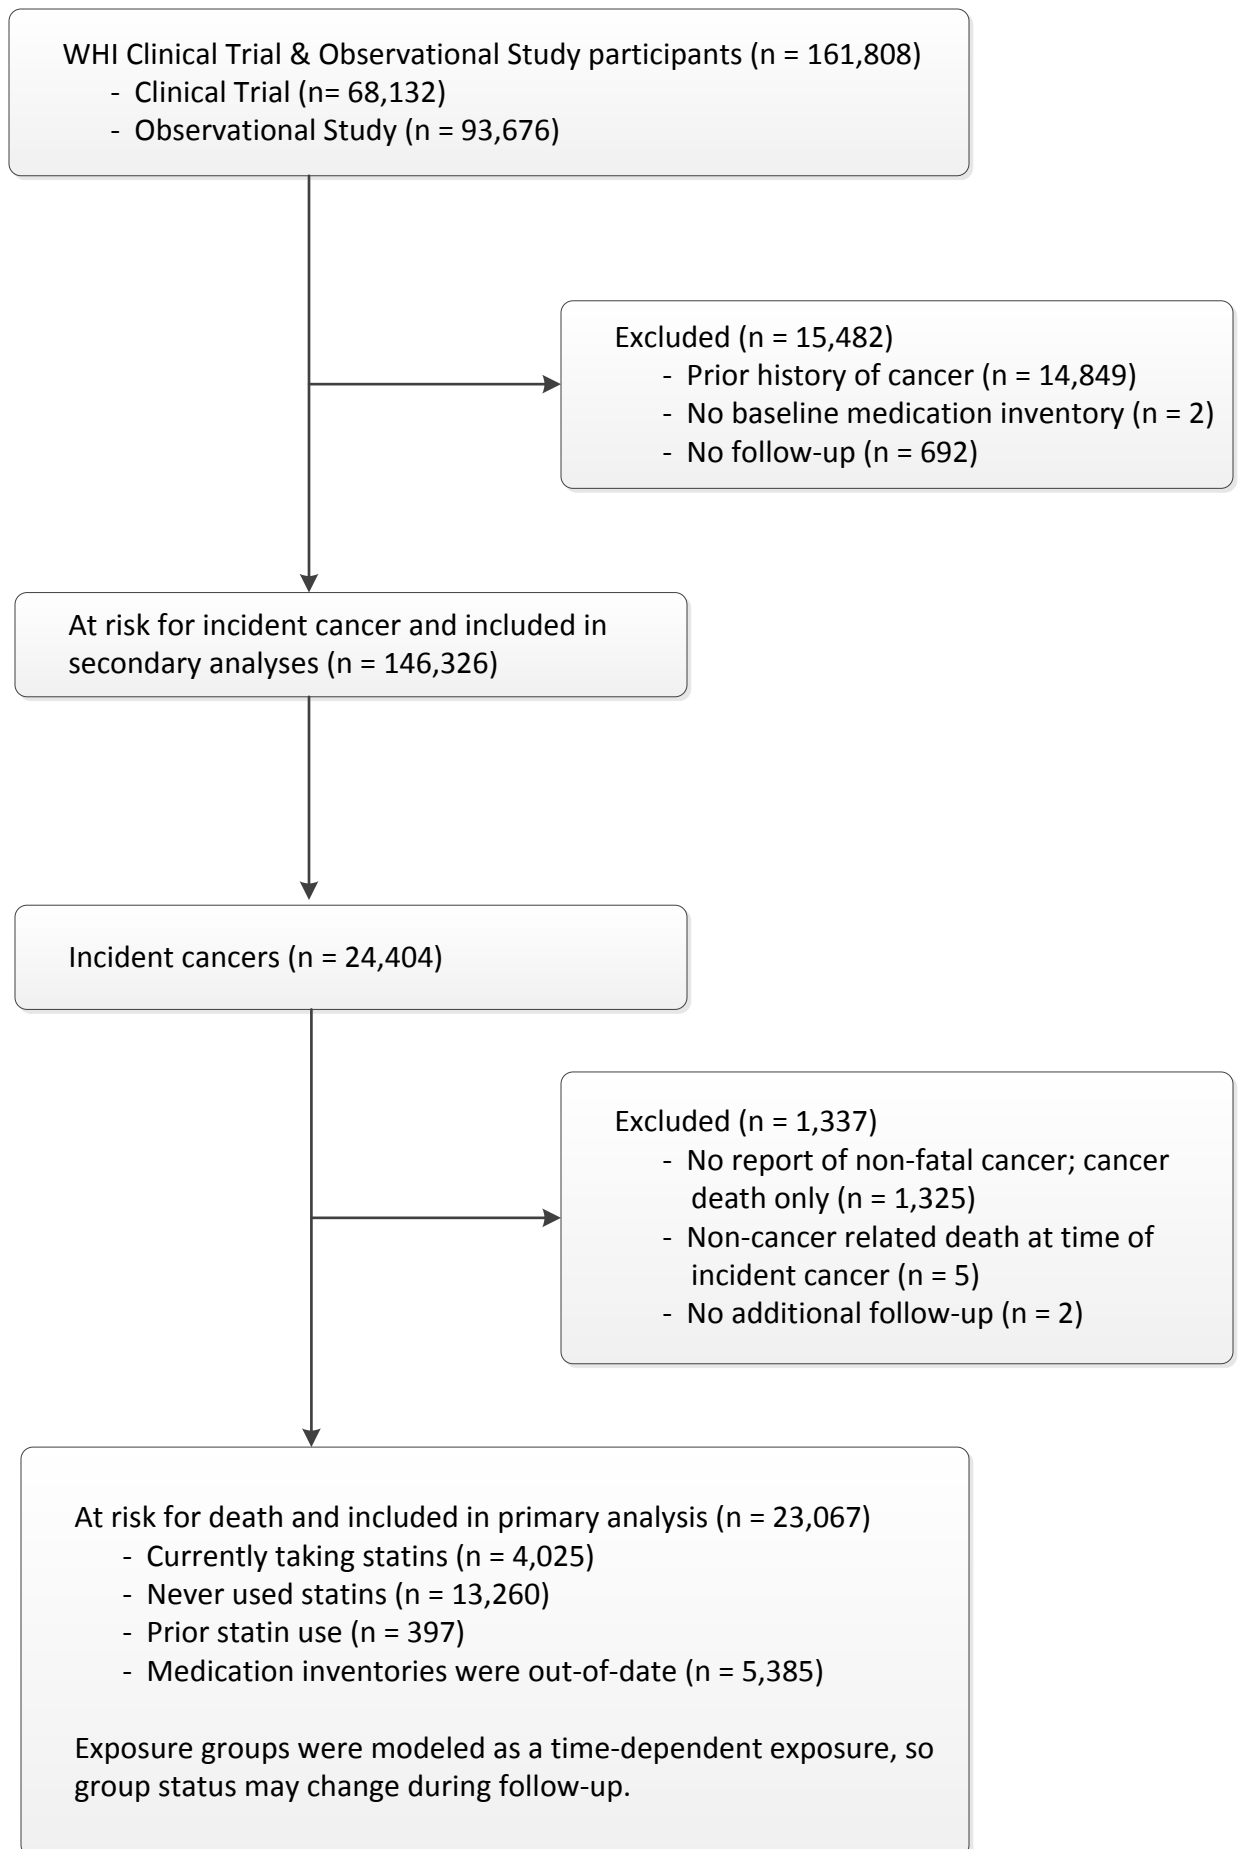 WHI Clinical Trial & Observational Study participants (n = 161,808)
- Clinical Trial (n= 68,132)
- Observational Study (n = 93,676)
Excluded (n = 15,482)
- Prior history of cancer (n = 14,849)
- No baseline medication inventory (n = 2)
- No follow-up (n = 692)
At risk for incident cancer and included in
secondary analyses (n = 146,326)
Incident cancers (n = 24,404)
Excluded (n = 1,337)
- No report of non-fatal cancer; cancer
death only (n = 1,325)
- Non-cancer related death at time of
incident cancer (n = 5)
- No additional follow-up (n = 2)
At risk for death and included in primary analysis (n = 23,067)
- Currently taking statins (n = 4,025)
- Never used statins (n = 13,260)
- Prior statin use (n = 397)
- Medication inventories were out-of-date (n = 5,385)
Exposure groups were modeled as a time-dependent exposure, so
group status may change during follow-up.